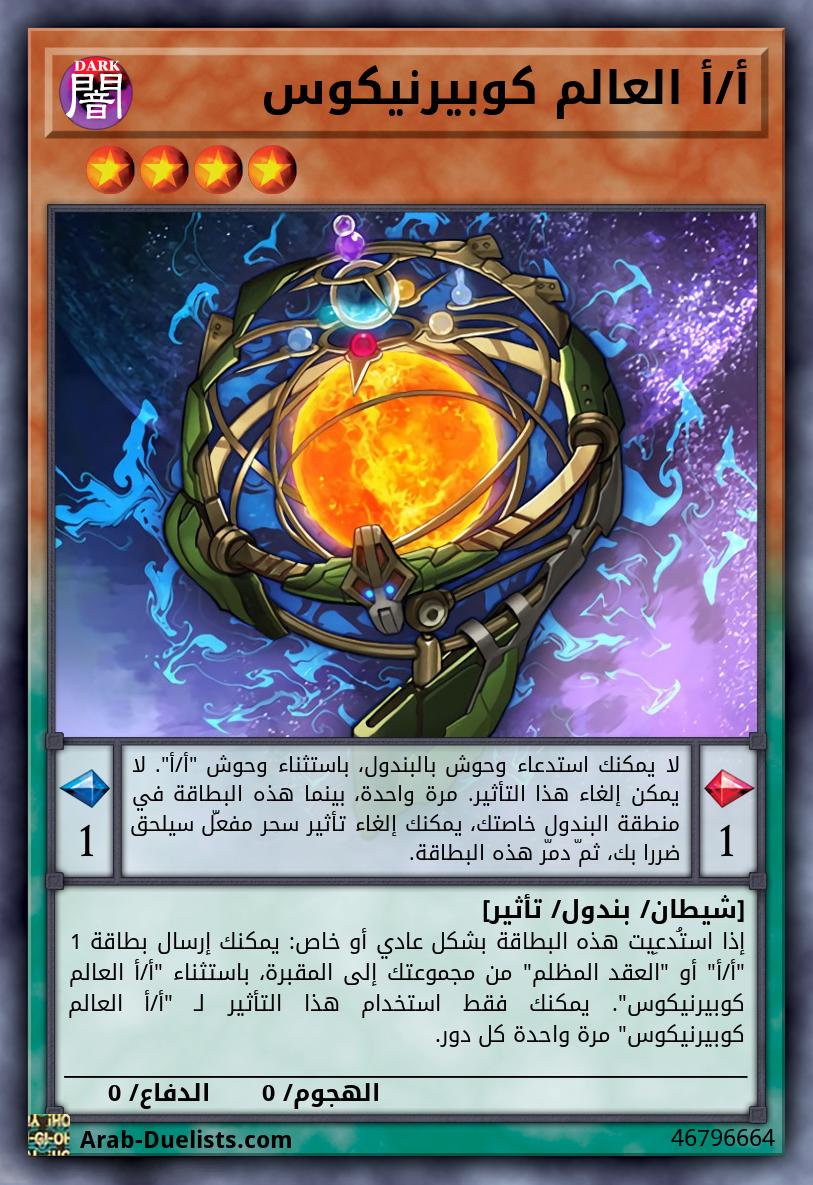 DARK
闇
أ/أ العالم كوبيرنيكوس
لا يمكنك استدعاء وحوش بالبندول، باستثناء وحوش "أ/أ". لا
يمكن إلغاء هذا التأثير. مرة واحدة، بينما هذه البطاقة في
منطقة البندول خاصتك، يمكنك إلغاء تأثير سحر مفعّل سيلحق
ضررا بك، ثمّ دمرّ هذه البطاقة.
1
1
[شيطان/ بندول/ تأثير]
إذا استُدعِيت هذه البطاقة بشكل عادي أو خاص: يمكنك إرسال بطاقة 1
"أ/أ" أو "العقد المظلم" من مجموعتك إلى المقبرة، باستثناء "أ/أ العالم
كوبيرنيكوس". يمكنك فقط استخدام هذا التأثير لـ "أ/أ العالم
كوبيرنيكوس" مرة واحدة كل دور.
الهجوم/ 0 الدفاع/ 0
Arab-Duelists.com
46796664